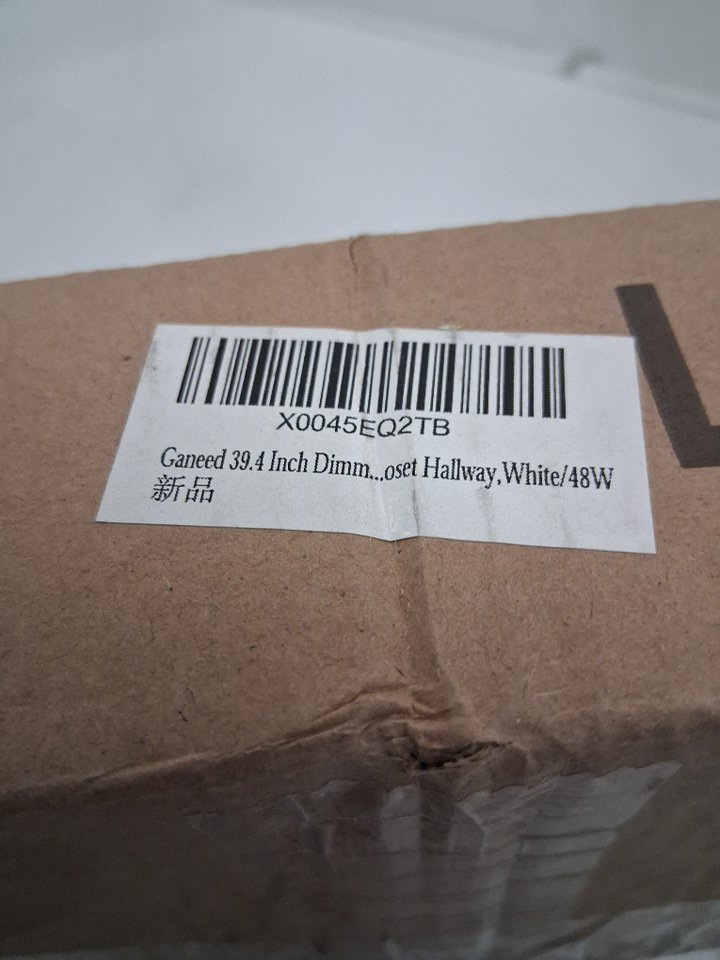 X0045EQ2TB
Ganeed 39.4 Inch Dimm...oset Hallway,White/48W
新品
L